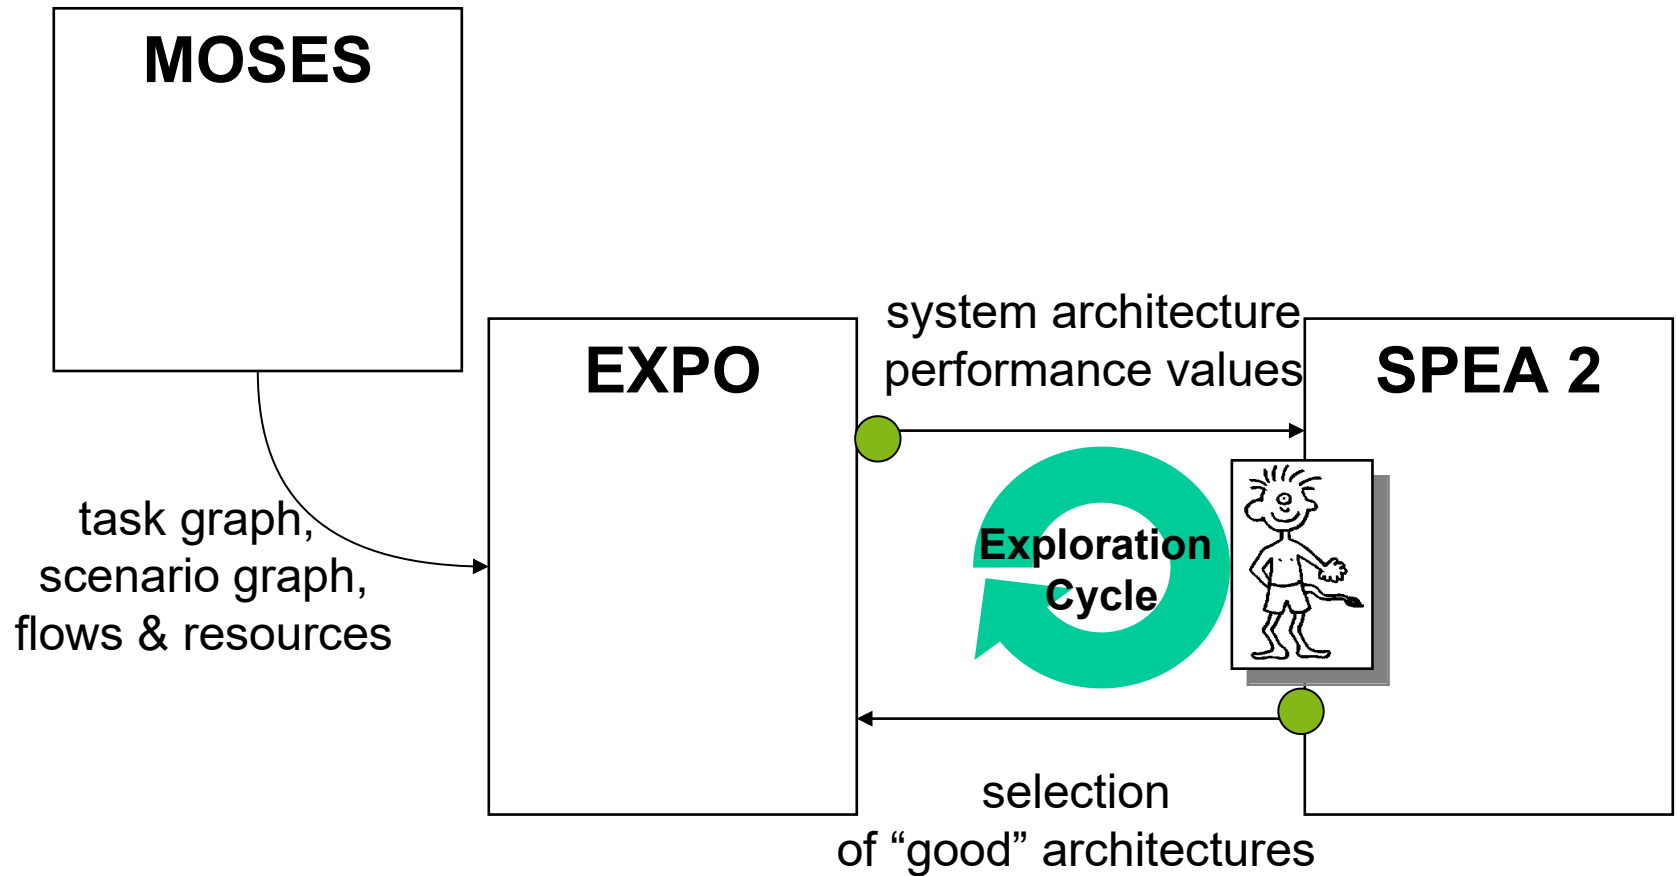 MOSES
EXPO
system architecture
performance values
SPEA 2
task graph,
scenario graph,
flows & resources
Exploration
Cycle
selection
of “good” architectures